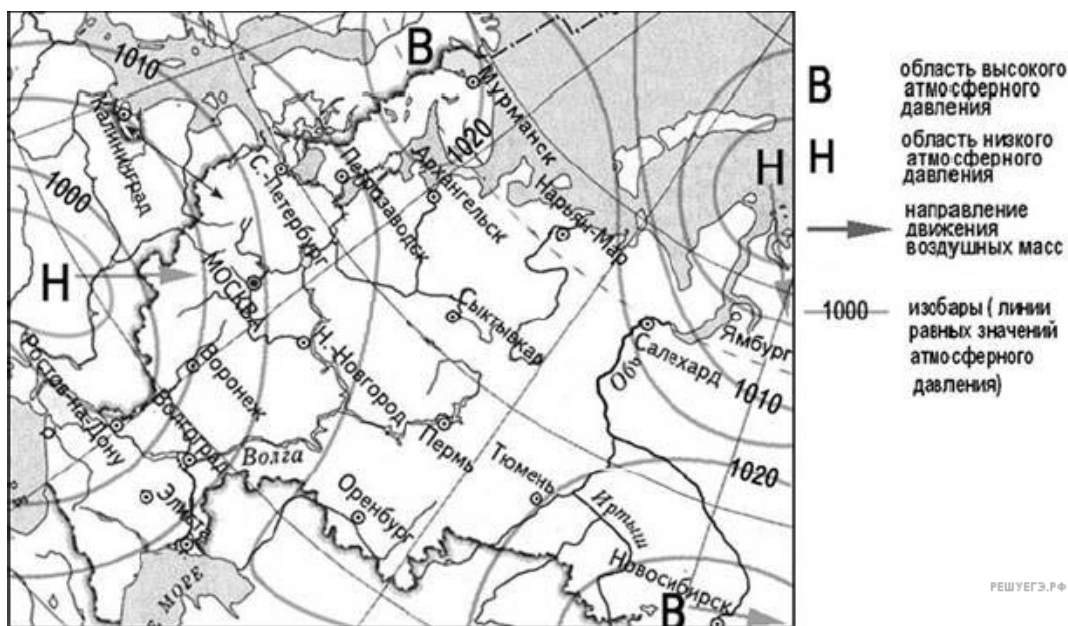 В
1010
Мурманск
Калининград
1020
С.-Петербург
Петрозаводск
Архангельск
Нарьян-Мар
Н
1000
Н
МОСКВА
Сыктывкар
Ямбург
Салехард
Обь
1010
Ростов-на-Дону
Воронеж
Н.-Новгород
Волгоград
Пермь
Волга
Тюмень
1020
Элиста
Оренбург
Иртыш
Новосибирск
МОРЕ
В
В
область высокого
атмосферного
давления
Н
область низкого
атмосферного
давления
направление
движения
воздушных масс
1000
изобары ( линии
равных значений
атмосферного
давления)
РЕШУЕГЭ.РФ